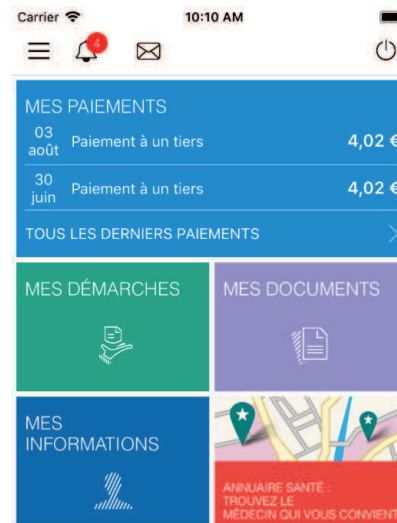 Carrier 10:10 AM
4
MES PAIEMENTS
03 août Paiement à un tiers 4,02 €
30 juin Paiement à un tiers 4,02 €
TOUS LES DERNIERS PAIEMENTS
MES DÉMARCHES
MES DOCUMENTS
MES
INFORMATIONS
ANNUAIRE SANTÉ :
TROUVEZ LE
MÉDECIN QUI VOUS CONVIENT